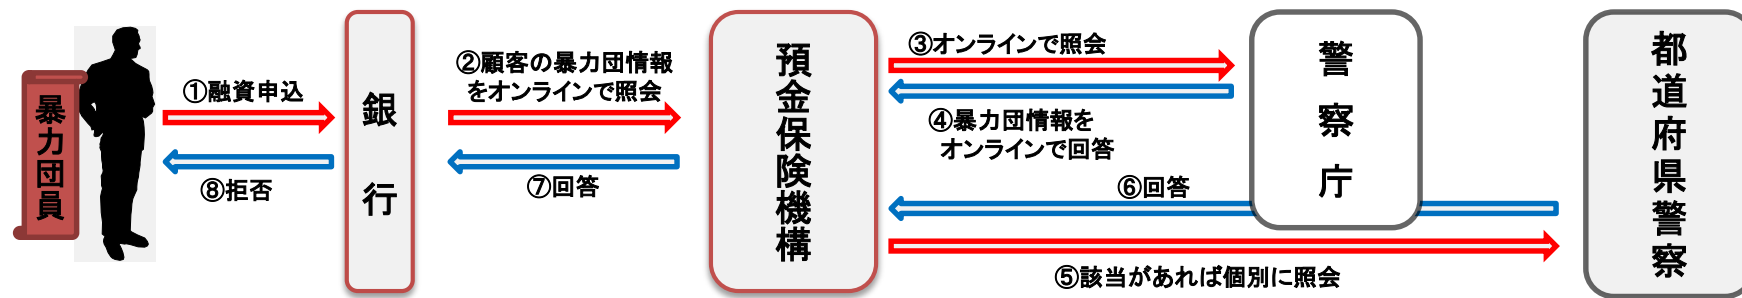 暴力団員
①融資申込
⑧拒否
銀行
②顧客の暴力団情報
をオンラインで照会
⑦回答
預金保険機構
③オンラインで照会
④暴力団情報を
オンラインで回答
⑥回答
⑤該当があれば個別に照会
警察庁
都道府県警察